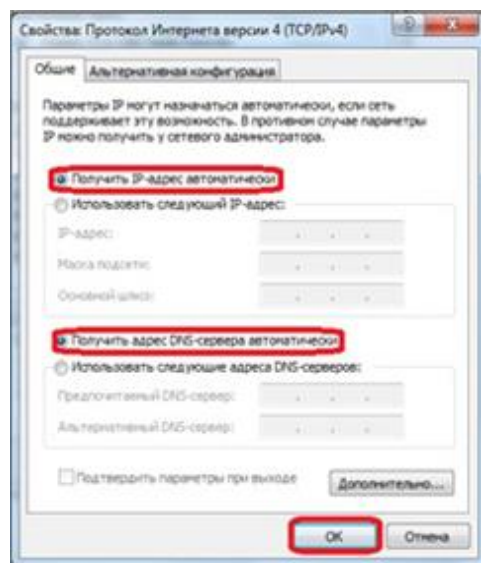 Свойства: Протокол Интернета версии 4 (TCP/IPv4)
Общие Альтернативная конфигурация
Параметры IP могут назначаться автоматически, если сеть
поддерживает эту возможность. В противном случае параметры
IP можно получить у сетевого администратора.
Получить IP-адрес автоматически
Использовать следующий IP-адрес:
IP-адрес:
Маска подсети:
Основной шлюз:
Получить адрес DNS-сервера автоматически
Использовать следующие адреса DNS-серверов:
Предпочитаемый DNS-сервер:
Альтернативный DNS-сервер:
Подтвердить параметры при выходе
Дополнительно...
ОК Отмена